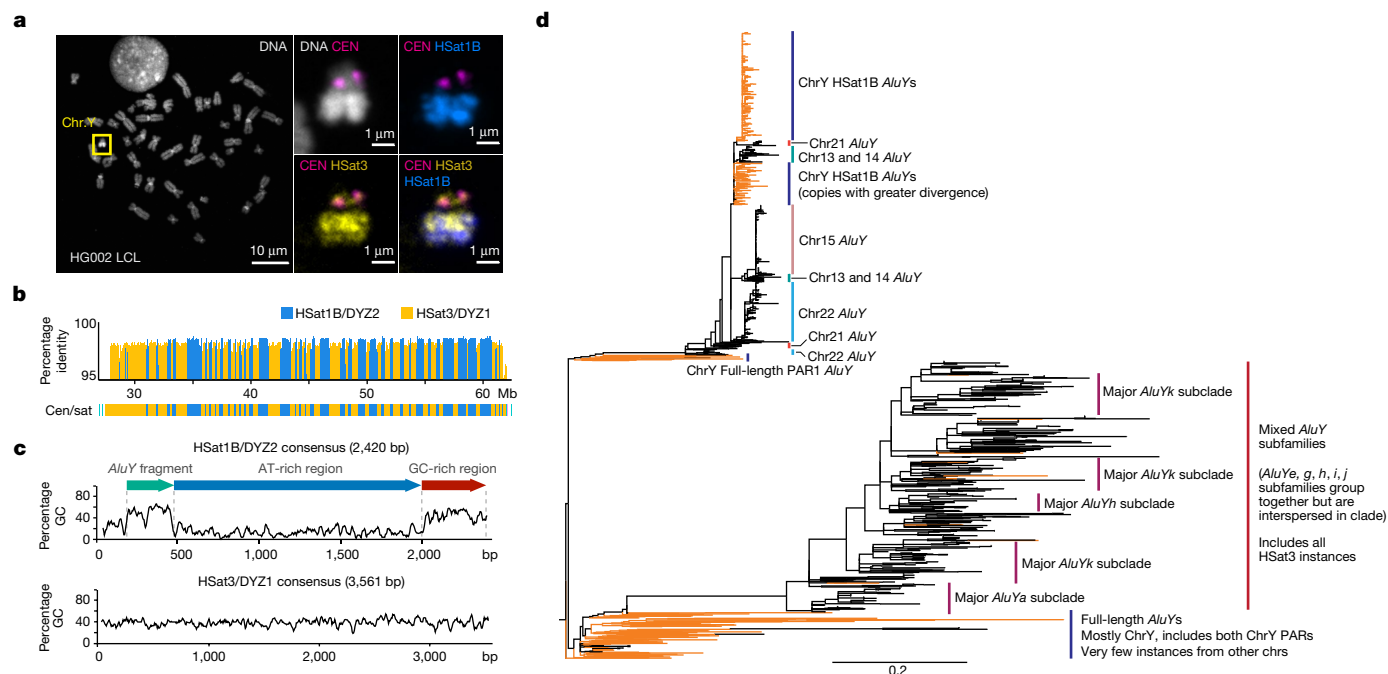 a
DNA
Chr.Y
10 μm
HG002 LCL
DNA CEN
1 μm
CEN HSat1B
1 μm
CEN HSat3
1 μm
CEN HSat3
HSat1B
1 μm
b
HSat1B/DYZ2
HSat3/DYZ1
Percentage
identity
100
95
30
40
50
60
Mb
Cen/sat
c
HSat1B/DYZ2 consensus (2,420 bp)
AluY fragment
AT-rich region
GC-rich region
Percentage
GC
80
40
0
0
500
1,000
1,500
2,000
bp
HSat3/DYZ1 consensus (3,561 bp)
Percentage
GC
80
40
0
0
1,000
2,000
3,000
bp
d
ChrY HSat1B AluYs
Chr21 AluY
Chr13 and 14 AluY
ChrY HSat1B AluYs
(copies with greater divergence)
Chr15 AluY
Chr13 and 14 AluY
Chr22 AluY
Chr21 AluY
Chr22 AluY
ChrY Full-length PAR1 AluY
Major AluYk subclade
Major AluYk subclade
Major AluYh subclade
Major AluYk subclade
Major AluYa subclade
Mixed AluY
subfamilies
(AluYe, g, h, i, j
subfamilies group
together but are
interspersed in clade)
Includes all
HSat3 instances
Full-length AluYs
Mostly ChrY, includes both ChrY PARs
Very few instances from other chrs
0.2